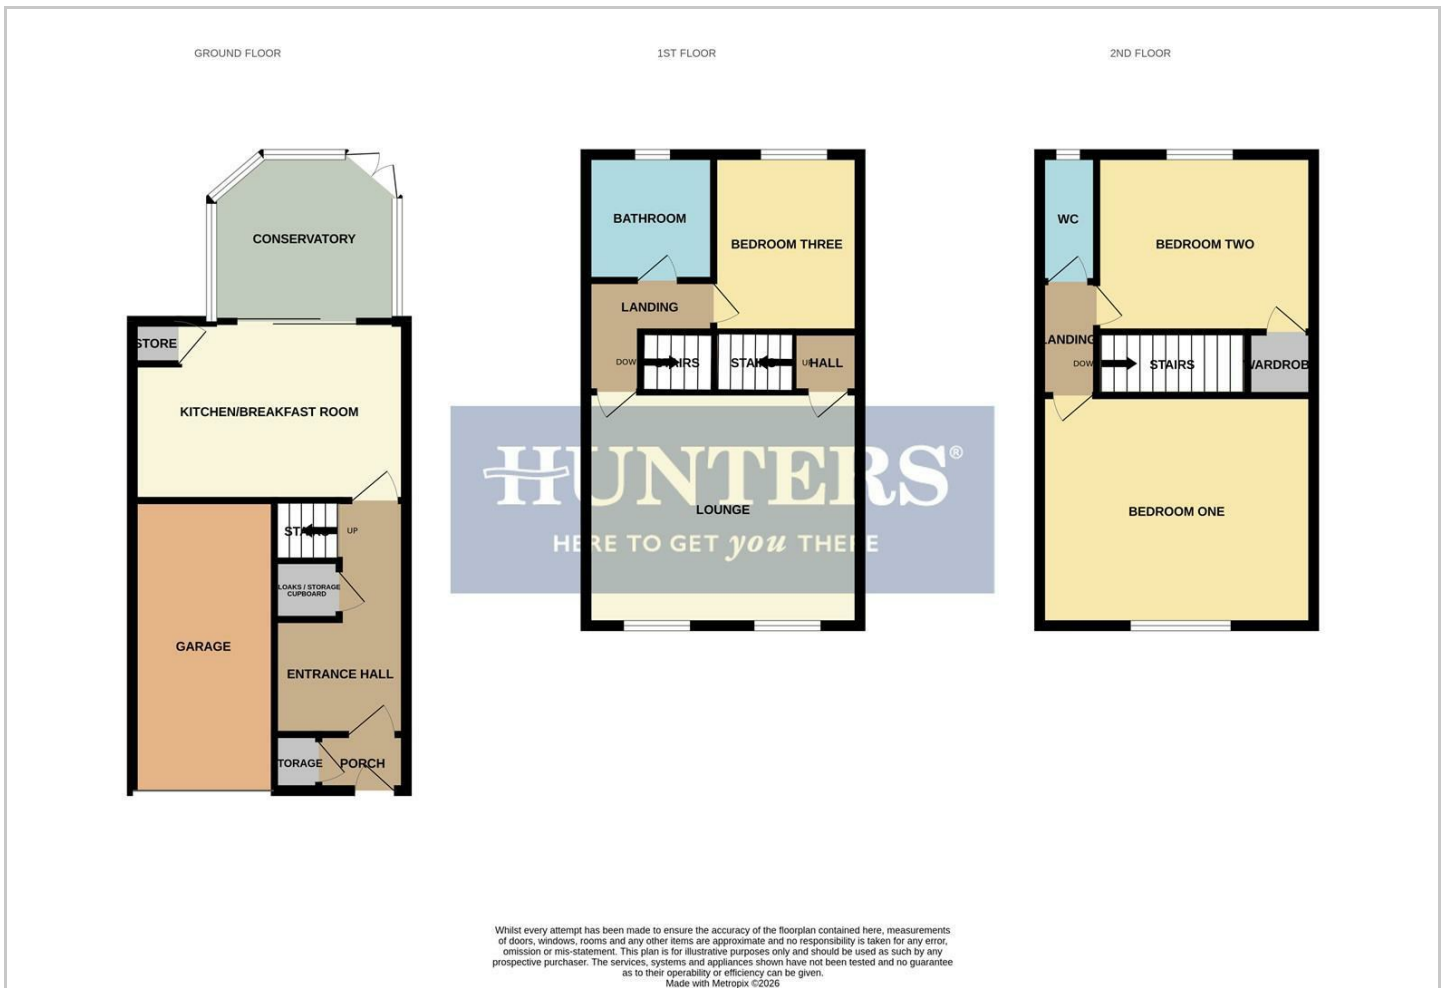 GROUND FLOOR
1ST FLOOR
2ND FLOOR
CONSERVATORY
STORE
KITCHEN/BREAKFAST ROOM
UP
LOAKS / STORAGE
CUPBOARD
GARAGE
ENTRANCE HALL
TORAGE
PORCH
BATHROOM
BEDROOM THREE
LANDING
DOW
STAIRS
HALL
LOUNGE
HUNTERS®
HERE TO GET you THERE
WC
BEDROOM TWO
LANDING
DOW
STAIRS
WARDROB
BEDROOM ONE
Whilst every attempt has been made to ensure the accuracy of the floorplan contained here, measurements
of doors, windows, rooms and any other items are approximate and no responsibility is taken for any error,
omission or mis-statement. This plan is for illustrative purposes only and should be used as such by any
prospective purchaser. The services, systems and appliances shown have not been tested and no guarantee
as to their operability or efficiency can be given.
Made with Metropix ©2026